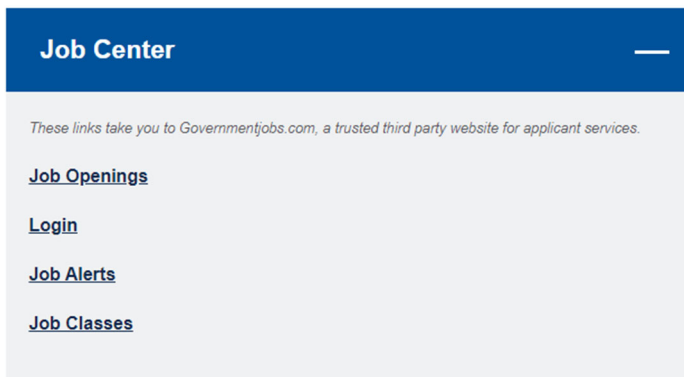 Job Center
These links take you to Governmentjobs.com, a trusted third party website for applicant services.
Job Openings
Login
Job Alerts
Job Classes